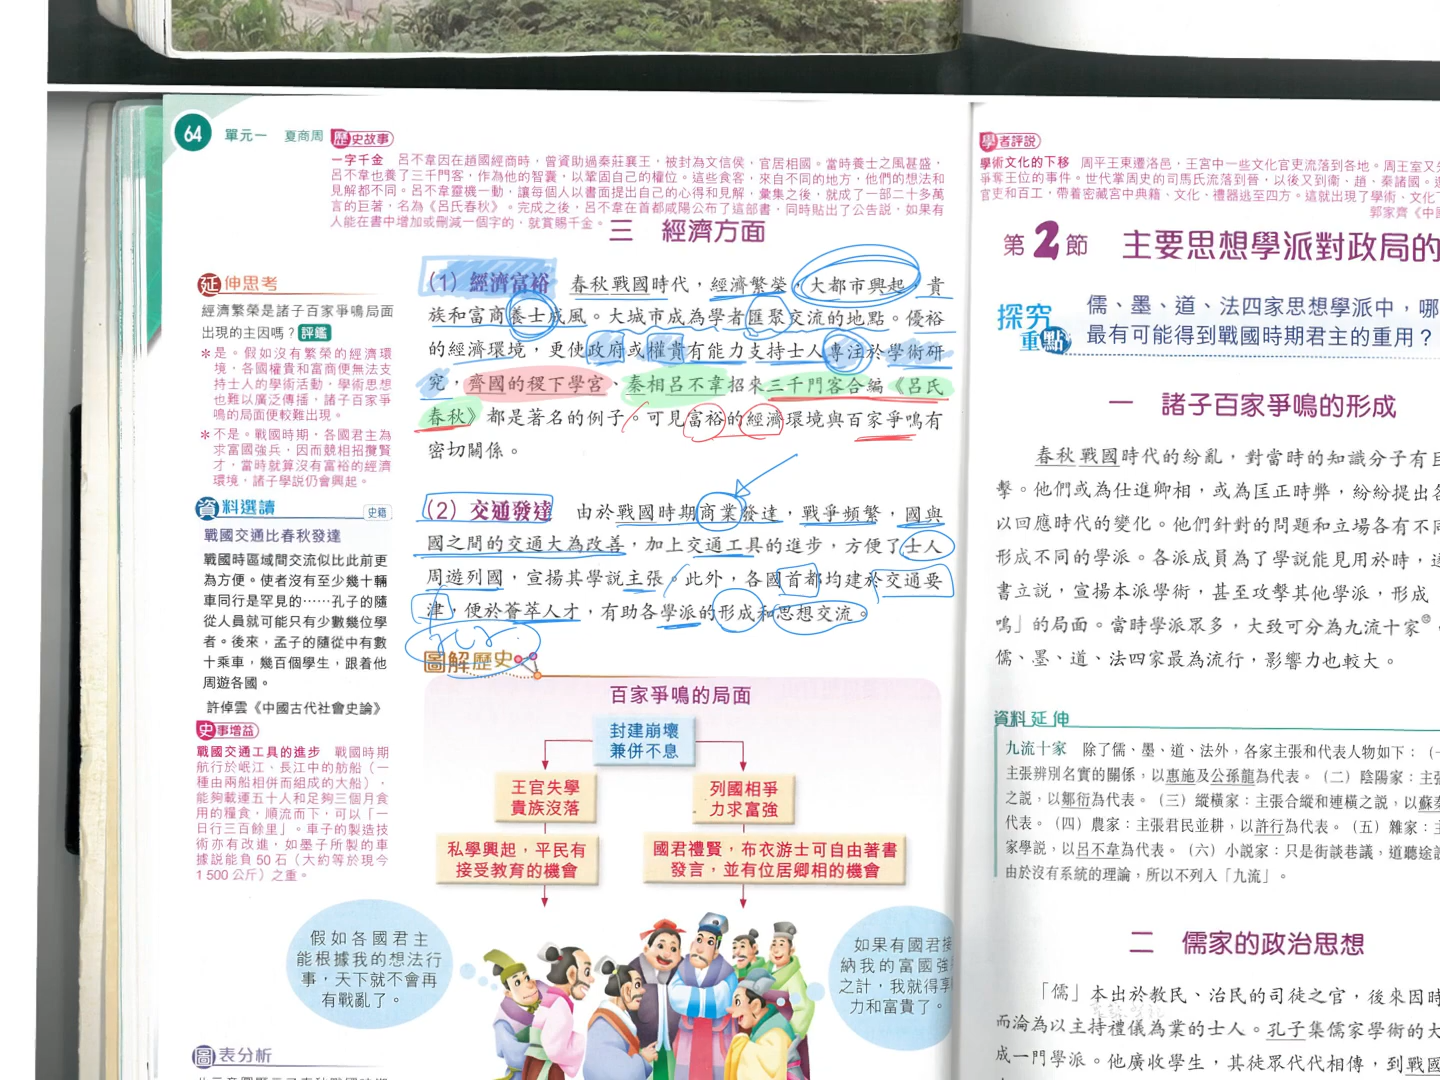 64 單元一 夏商周
歷史故事
一字千金 呂不韋因在趙國經商時，曾資助過秦莊襄王，被封為文信侯，官居相國。當時養士之風甚盛，
呂不韋也養了三千門客，作為他的智囊，以鞏固自己的權位。這些食客，來自不同的地方，他們的想法和
見解都不同。呂不韋靈機一動，讓每個人以書面提出自己的心得和見解，彙集之後，就成了一部二十多萬
言的巨著，名為《呂氏春秋》。完成之後，呂不韋在首都咸陽公布了這部書，同時貼出了公告說，如果有
人能在書中增加或刪減一個字的，就賞賜千金。
三 經濟方面
（1）經濟富裕 春秋戰國時代，經濟繁榮，大都市興起，貴
族和富商養士成風。大城市成為學者匯聚交流的地點。優裕
的經濟環境，更使政府或權貴有能力支持士人專注於學術研
究，齊國的稷下學宮、秦相呂不韋招來三千門客合編《呂氏
春秋》都是著名的例子。可見富裕的經濟環境與百家爭鳴有
密切關係。
（2）交通發達 由於戰國時期商業發達，戰爭頻繁，國與
國之間的交通大為改善，加上交通工具的進步，方便了士人
周遊列國，宣揚其學說主張。此外，各國首都均建於交通要
津，便於薈萃人才，有助各學派的形成和思想交流。
延伸思考
經濟繁榮是諸子百家爭鳴局面
出現的主因嗎？評鑑
＊是。假如沒有繁榮的經濟環
境，各國權貴和富商便無法支
持士人的學術活動，學術思想
也難以廣泛傳播，諸子百家爭
鳴的局面便較難出現。
＊不是。戰國時期，各國君主為
求富國強兵，因而競相招攬賢
才，當時就算沒有富裕的經濟
環境，諸子學說仍會興起。
資料選讀 史籍
戰國交通比春秋發達
戰國時區域間交流似比此前更
為方便。使者沒有至少幾十輛
車同行是罕見的……孔子的隨
從人員就可能只有少數幾位學
者。後來，孟子的隨從中有數
十乘車，幾百個學生，跟着他
周遊各國。
許倬雲《中國古代社會史論》
史事增益
戰國交通工具的進步 戰國時期
航行於岷江、長江中的舫船（一
種由兩船相併而組成的大船），
能夠載運五十人和足夠三個月食
用的糧食，順流而下，可以「一
日行三百餘里」。車子的製造技
術亦有改進，如墨子所製的車
據說能負50石（大約等於現今
1 500公斤）之重。
圖解歷史
百家爭鳴的局面
封建崩壞
兼併不息
王官失學
貴族沒落
列國相爭
力求富強
私學興起，平民有
接受教育的機會
國君禮賢，布衣游士可自由著書
發言，並有位居卿相的機會
假如各國君主
能根據我的想法行
事，天下就不會再
有戰亂了。
如果有國君接
納我的富國強
之計，我就得享
力和富貴了。
圖表分析
學者評說
學術文化的下移 周平王東遷洛邑，王宮中一些文化官吏流落到各地。周王室又
爭奪王位的事件。世代掌周史的司馬氏流落到晉，以後又到衛、趙、秦諸國。
官吏和百工，帶着密藏宮中典籍、文化、禮器逃至四方。這就出現了學術、文化
郭家齊《中
第2節 主要思想學派對政局的
探究重點
儒、墨、道、法四家思想學派中，哪
最有可能得到戰國時期君主的重用？
一 諸子百家爭鳴的形成
春秋戰國時代的紛亂，對當時的知識分子有
擊。他們或為仕進卿相，或為匡正時弊，紛紛提出
以回應時代的變化。他們針對的問題和立場各有不同
形成不同的學派。各派成員為了學說能見用於時，
書立說，宣揚本派學術，甚至攻擊其他學派，形成
鳴」的局面。當時學派眾多，大致可分為九流十家
儒、墨、道、法四家最為流行，影響力也較大。
資料延伸
九流十家 除了儒、墨、道、法外，各家主張和代表人物如下：
主張辨別名實的關係，以惠施及公孫龍為代表。（二）陰陽家：主張
之說，以鄒衍為代表。（三）縱橫家：主張合縱和連橫之說，以蘇秦
代表。（四）農家：主張君民並耕，以許行為代表。（五）雜家：主
家學說，以呂不韋為代表。（六）小說家：只是街談巷議，道聽途
由於沒有系統的理論，所以不列入「九流」。
二 儒家的政治思想
「儒」本出於教民、治民的司徒之官，後來因時
而淪為以主持禮儀為業的士人。孔子集儒家學術的大
成一門學派。他廣收學生，其徒眾代代相傳，到戰國